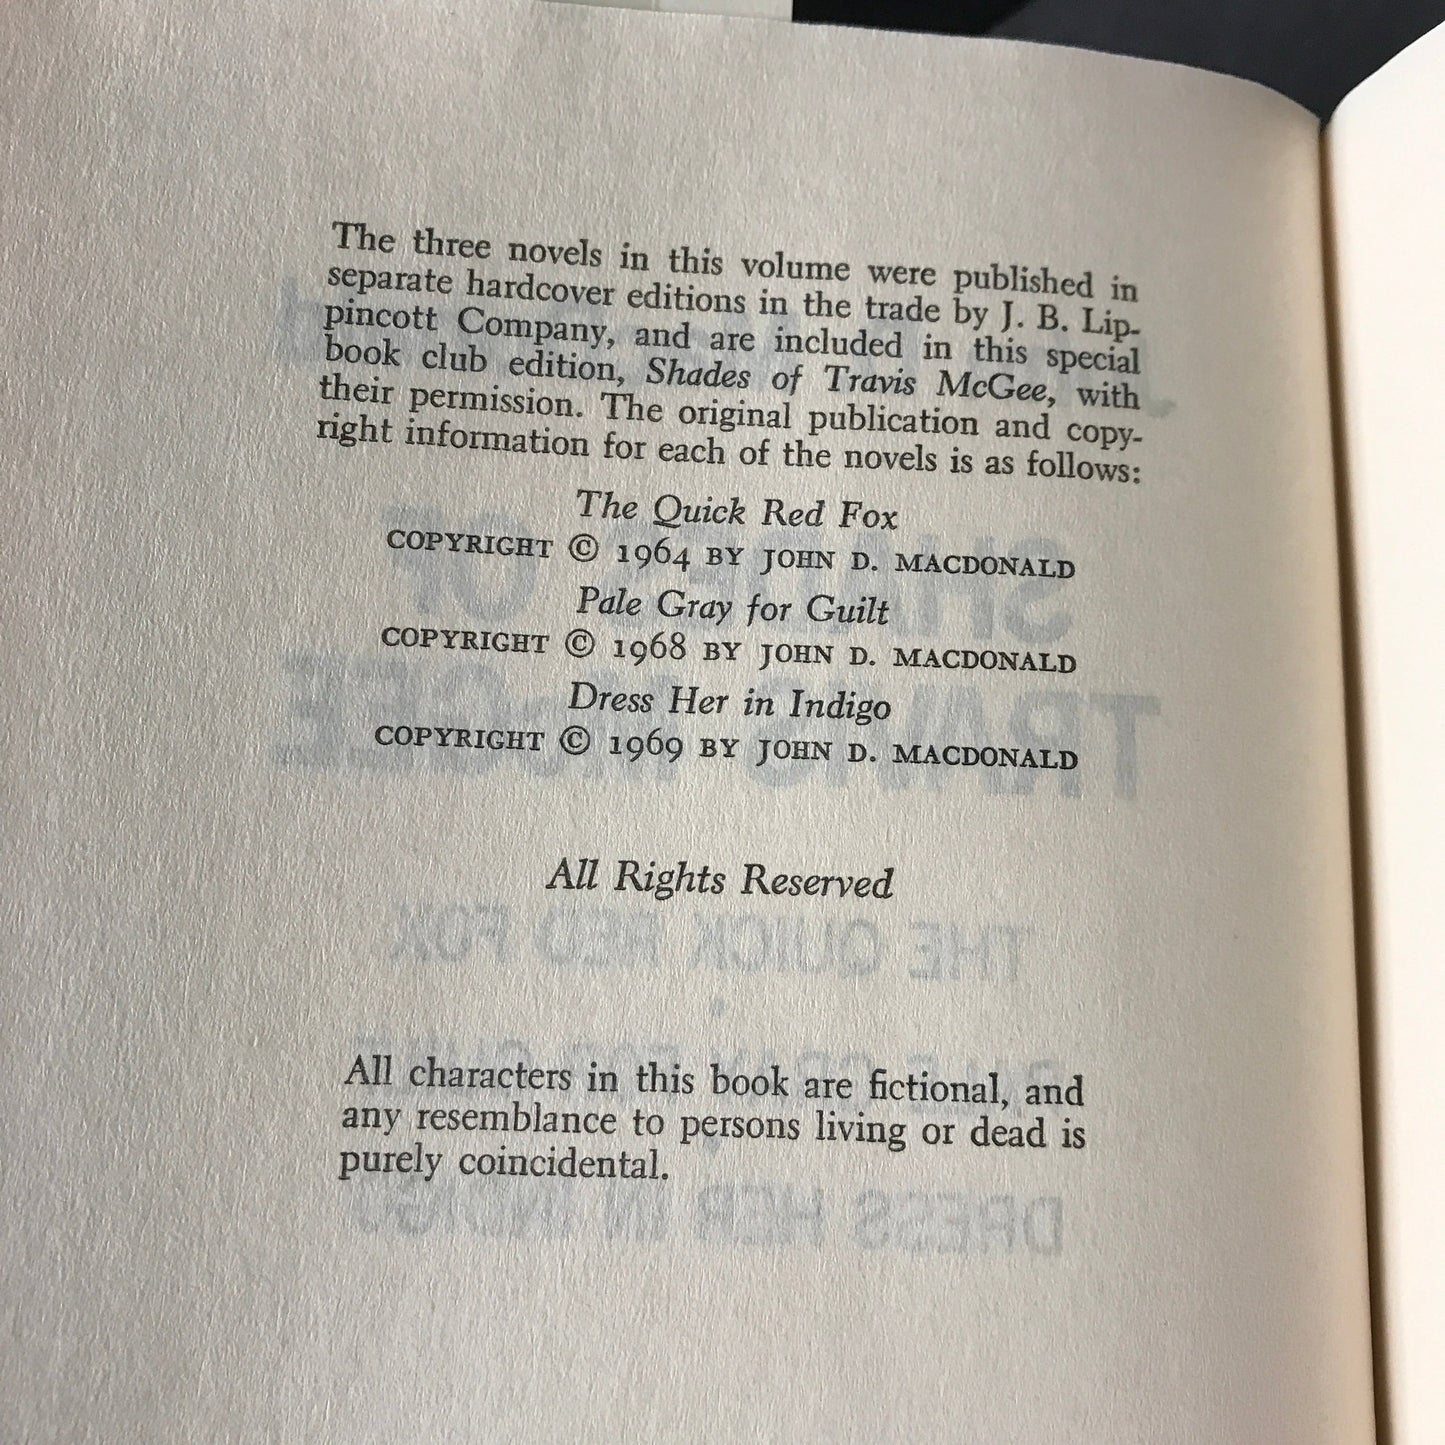 The three novels in this volume were published in
separate hardcover editions in the trade by J. B. Lip-
pincott Company, and are included in this special
book club edition, Shades of Travis McGee, with
their permission. The original publication and copy-
right information for each of the novels is as follows:
The Quick Red Fox
COPYRIGHT © 1964 BY JOHN D. MACDONALD
Pale Gray for Guilt
COPYRIGHT © 1968 BY JOHN D. MACDONALD
Dress Her in Indigo
COPYRIGHT © 1969 BY JOHN D. MACDONALD
All Rights Reserved
All characters in this book are fictional, and
any resemblance to persons living or dead is
purely coincidental.